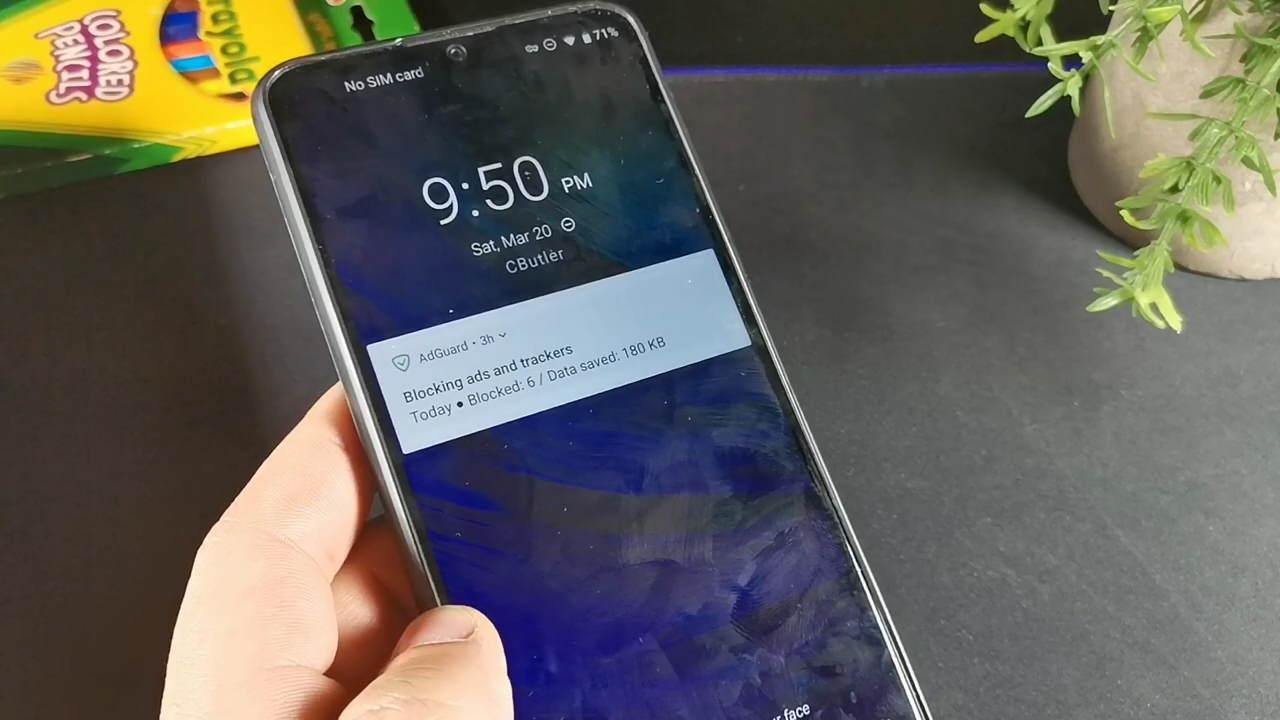 COLORED
PENCILS
crayola
No SIM card
71%
9:50 PM
Sat, Mar 20
CButler
AdGuard • 3h
Blocking ads and trackers
Today • Blocked: 6 / Data saved: 180 KB
face